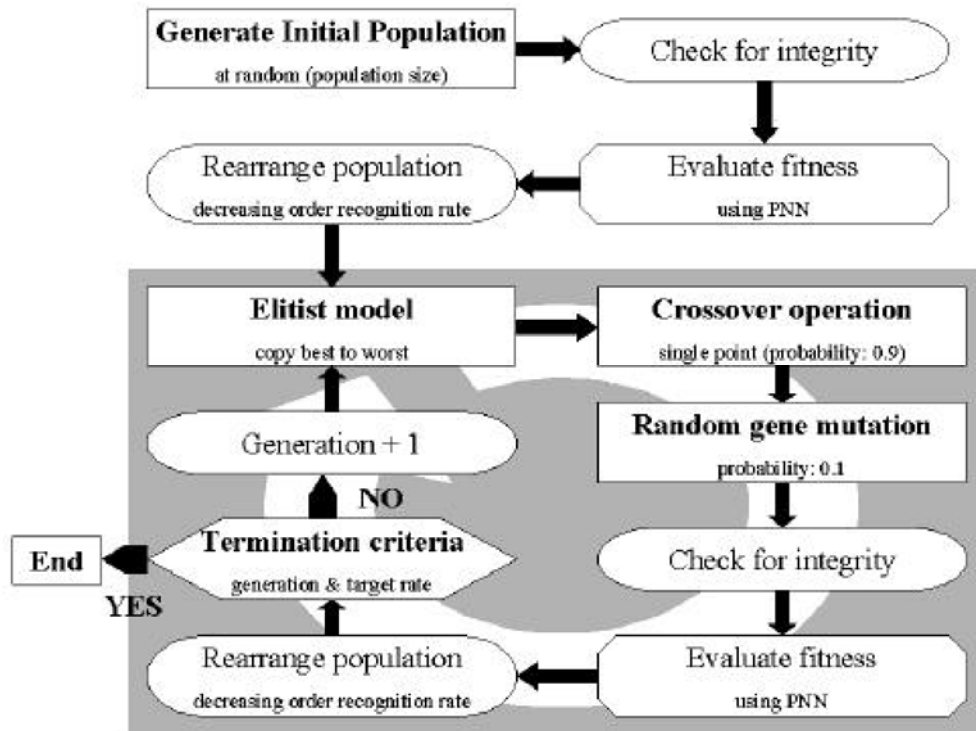 Generate Initial Population
at random (population size)
Check for integrity
Evaluate fitness
using PNN
Rearrange population
decreasing order recognition rate
Elitist model
copy best to worst
Crossover operation
single point (probability: 0.9)
Random gene mutation
probability: 0.1
Check for integrity
Evaluate fitness
using PNN
Rearrange population
decreasing order recognition rate
Termination criteria
generation & target rate
YES
End
NO
Generation + 1